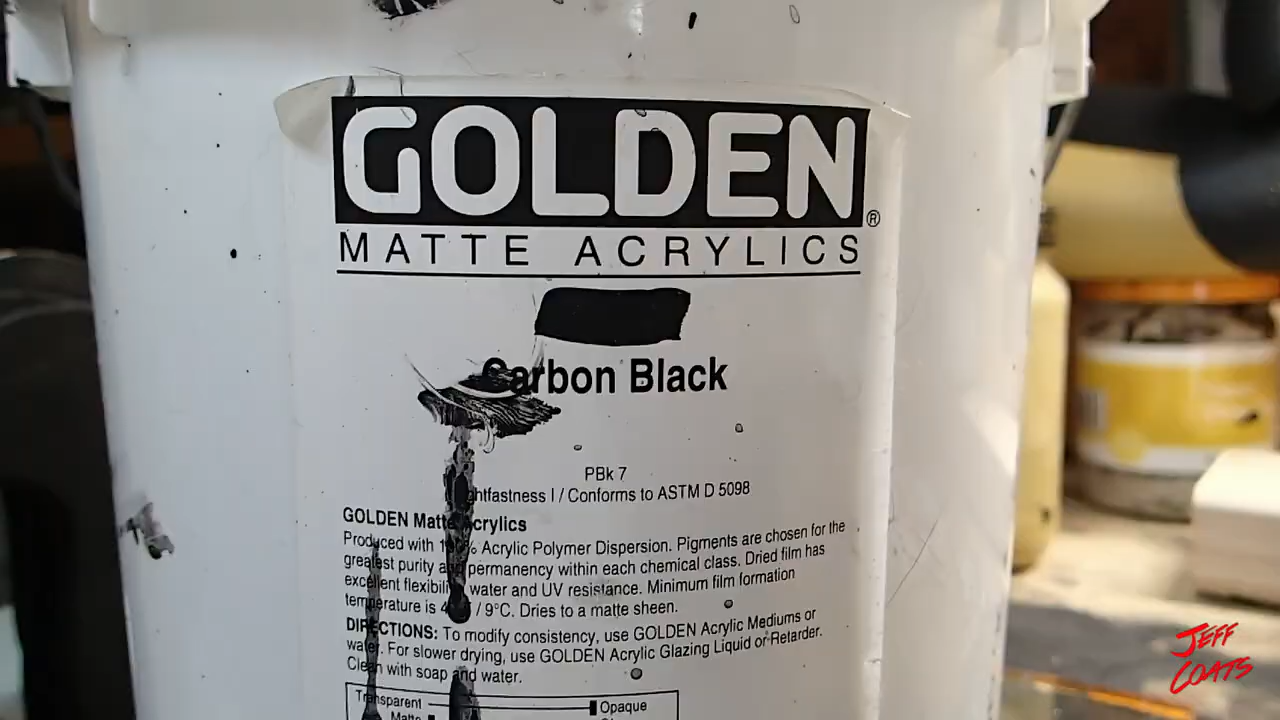 GOLDEN®
MATTE ACRYLICS
Carbon Black
PBk 7
/ Conforms to ASTM D 5098
GOLDEN Matte Acrylics
Produced with Acrylic Polymer Dispersion. Pigments are chosen for the
greatest purity and permanency within each chemical class. Dried film has
excellent water and UV resistance. Minimum film formation
temperature is / 9°C. Dries to a matte sheen.
DIRECTIONS: To modify consistency, use GOLDEN Acrylic Mediums or
water. For slower drying, use GOLDEN Acrylic Glazing Liquid or Retarder.
Clean with soap and water.
Transparent Opaque
Matte
JEFF
COATS